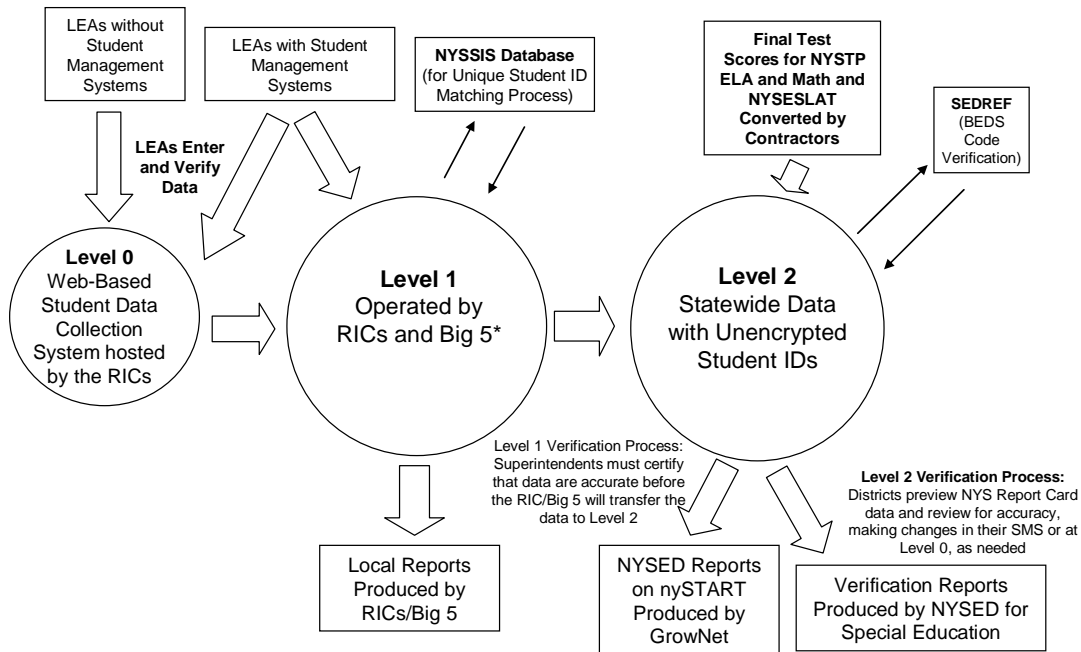 LEAs without
Student
Management
Systems
LEAs with Student
Management
Systems
NYSSIS Database
(for Unique Student ID
Matching Process)
Final Test
Scores for NYSTP
ELA and Math and
NYSESLAT
Converted by
Contractors
SEDREF
(BEDS
Code
Verification)
LEAs Enter
and Verify
Data
Level 0
Web-Based
Student Data
Collection
System hosted
by the RICs
Level 1
Operated by
RICs and Big 5*
Level 2
Statewide Data
with Unencrypted
Student IDs
Level 1 Verification Process:
Superintendents must certify
that data are accurate before
the RIC/Big 5 will transfer the
data to Level 2
Level 2 Verification Process:
Districts preview NYS Report Card
data and review for accuracy,
making changes in their SMS or at
Level 0, as needed
Local Reports
Produced by
RICs/Big 5
NYSED Reports
on nySTART
Produced by
GrowNet
Verification Reports
Produced by NYSED for
Special Education